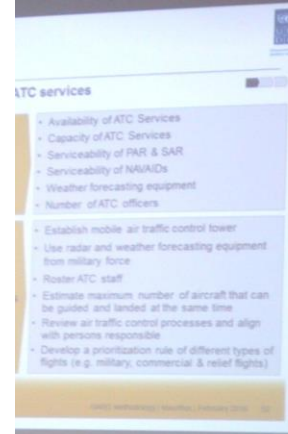 ATC services
• Availability of ATC Services
• Capacity of ATC Services
• Serviceability of PAR & SAR
• Serviceability of NAVAIDs
• Weather forecasting equipment
• Number of ATC officers
• Establish mobile air traffic control tower
• Use radar and weather forecasting equipment
from military force
• Roster ATC staff
• Estimate maximum number of aircraft that can
be guided and landed at the same time
• Review air traffic control processes and align
with persons responsible
• Develop a prioritization rule of different types of
flights (e.g. military, commercial & relief flights)
methodology | Mauritius | February